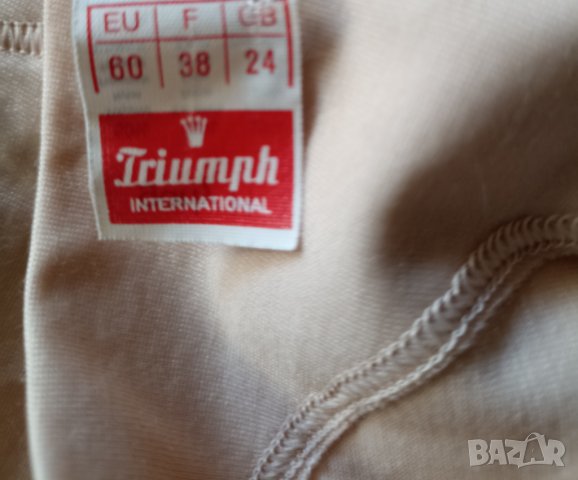 EU F GB
60 38 24
Triumph
INTERNATIONAL
BAZAR